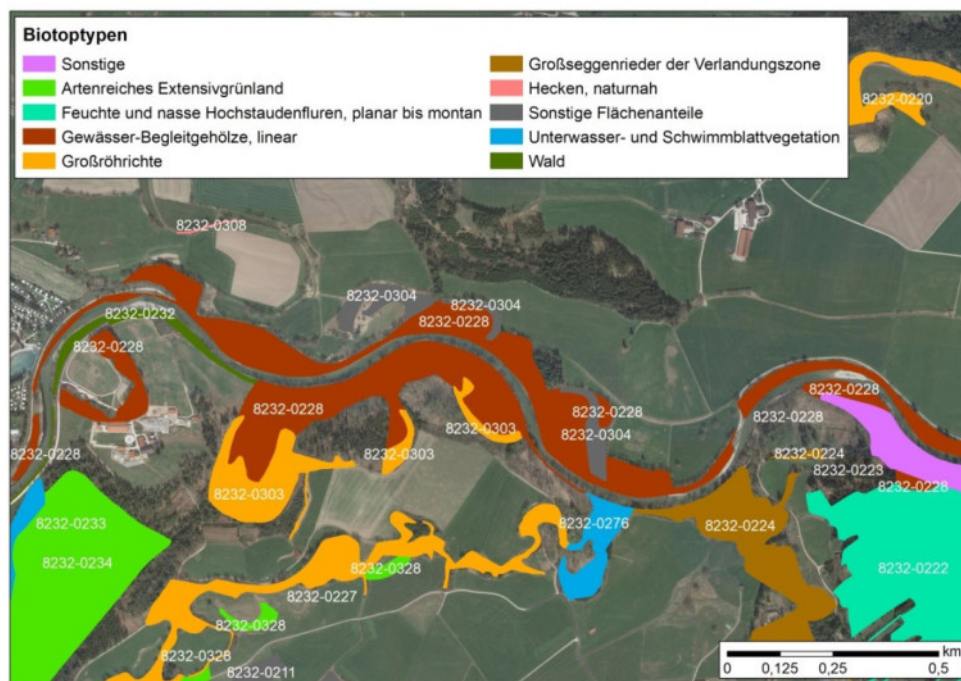 Biotoptypen
Sonstige
Artenreiches Extensivgrünland
Feuchte und nasse Hochstaudenfluren, planar bis montan
Gewässer-Begleitgehölze, linear
Großröhrichte
Großseggenrieder der Verlandungszone
Hecken, naturnah
Sonstige Flächenanteile
Unterwasser- und Schwimmblattvegetation
Wald
8232-0220
8232-0308
8232-0304
8232-0304
8232-0232
8232-0228
8232-0228
8232-0228
8232-0228
8232-0228
8232-0228
8232-0303
8232-0304
8232-0303
8232-0224
8232-0228
8232-0223
8232-0303
8232-0228
8232-0233
8232-0276
8232-0224
8232-0234
8232-0328
8232-0222
8232-0227
8232-0328
8232-0328
8232-0211
km
0 0,125 0,25 0,5